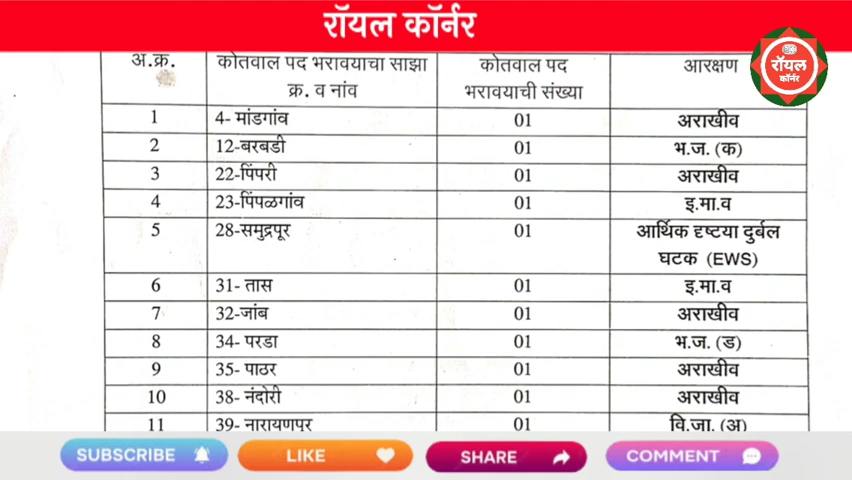 रॉयल कॉर्नर
रॉयल
कॉर्नर
अ.क्र. कोतवाल पद भरावयाचा साझा क्र. व नांव कोतवाल पद भरावयाची संख्या आरक्षण
1 4- मांडगांव 01 अराखीव
2 12-बरबडी 01 भ.ज. (क)
3 22-पिंपरी 01 अराखीव
4 23-पिंपळगांव 01 इ.मा.व
5 28-समुद्रपूर 01 आर्थिक दृष्टया दुर्बल घटक (EWS)
6 31- तास 01 इ.मा.व
7 32-जांब 01 अराखीव
8 34- परडा 01 भ.ज. (ड)
9 35- पाठर 01 अराखीव
10 38- नंदोरी 01 अराखीव
11 39- नारायणपूर 01 वि.जा. (अ)
SUBSCRIBE LIKE SHARE COMMENT